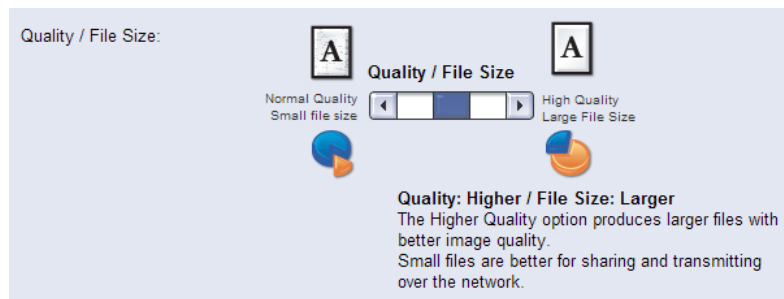 Quality / File Size:
A
A
Quality / File Size
Normal Quality
Small file size
High Quality
Large File Size
Quality: Higher / File Size: Larger
The Higher Quality option produces larger files with
better image quality.
Small files are better for sharing and transmitting
over the network.